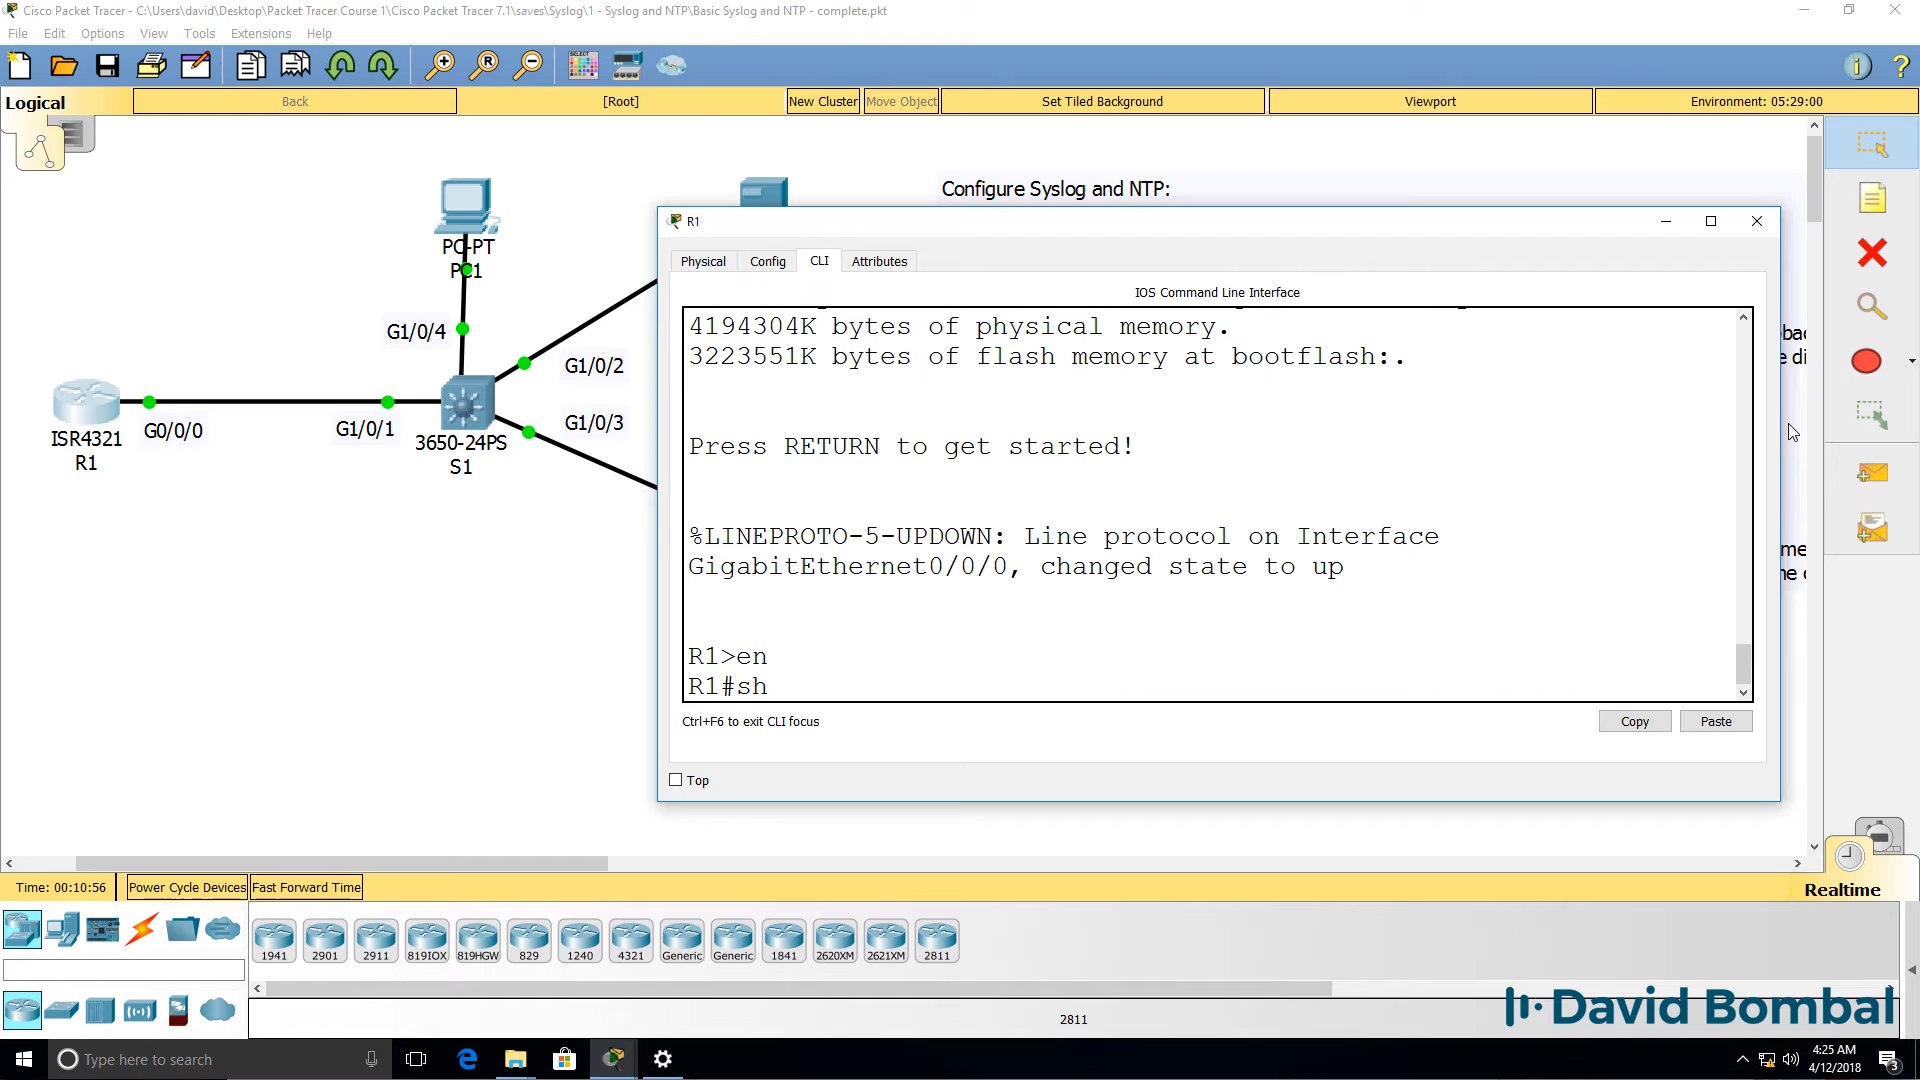 Cisco Packet Tracer - C:\Users\david\Desktop\Packet Tracer Course 1\Cisco Packet Tracer 7.1\saves\Syslog\1 - Syslog and NTP\Basic Syslog and NTP - complete.pkt
File Edit Options View Tools Extensions Help
Logical Back [Root] New Cluster Move Object Set Tiled Background Viewport Environment: 05:29:00
Configure Syslog and NTP:
PC-PT
PC1
G1/0/4
G1/0/2
G1/0/3
G1/0/1
G0/0/0
ISR4321
R1
3650-24PS
S1
R1
Physical Config CLI Attributes
IOS Command Line Interface
4194304K bytes of physical memory.
3223551K bytes of flash memory at bootflash:.
Press RETURN to get started!
%LINEPROTO-5-UPDOWN: Line protocol on Interface
GigabitEthernet0/0/0, changed state to up
R1>en
R1#sh
Ctrl+F6 to exit CLI focus
Copy Paste
Top
Time: 00:10:56 Power Cycle Devices Fast Forward Time
Realtime
1941 2901 2911 819IOX 819HGW 829 1240 4321 Generic Generic 1841 2620XM 2621XM 2811
2811
David Bombal
Type here to search
4:25 AM
4/12/2018
3